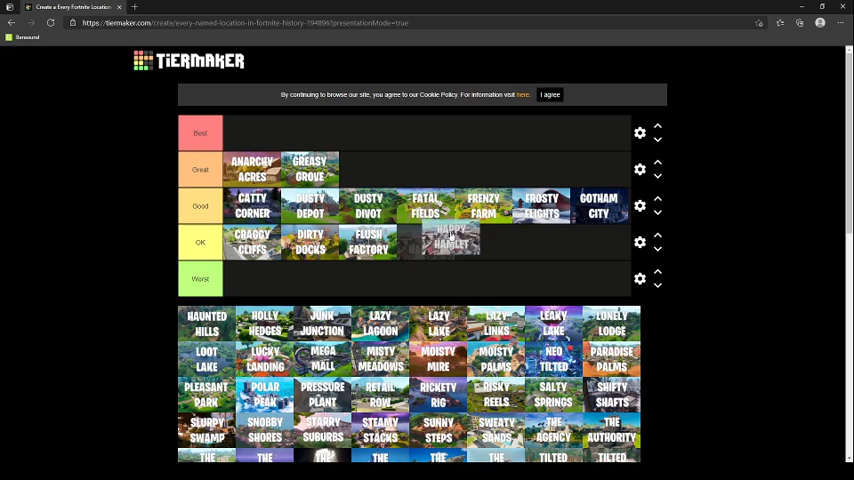 Create a Every Fortnite Location
https://tiermaker.com/create/every-named-location-in-fortnite-history-194896?presentationMode=true
TIERMAKER
By continuing to browse our site, you agree to our Cookie Policy. For information visit here. I agree
Best
Great
ANARCHY ACRES
GREASY GROVE
Good
CATTY CORNER
DUSTY DEPOT
DUSTY DIVOT
FATAL FIELDS
FRENZY FARM
FROSTY FLIGHTS
GOTHAM CITY
OK
CRAGGY CLIFFS
DIRTY DOCKS
FLUSH FACTORY
HAPPY HAMLET
Worst
HAUNTED HILLS
HOLLY HEDGES
JUNK JUNCTION
LAZY LAGOON
LAZY LAKE
LAZY LINKS
LEAKY LAKE
LONELY LODGE
LOOT LAKE
LUCKY LANDING
MEGA MALL
MISTY MEADOWS
MOISTY MIRE
MOISTY PALMS
NEO TILTED
PARADISE PALMS
PLEASANT PARK
POLAR PEAK
PRESSURE PLANT
RETAIL ROW
RICKETY RIG
RISKY REELS
SALTY SPRINGS
SHIFTY SHAFTS
SLURPY SWAMP
SNOBBY SHORES
STARRY SUBURBS
STEAMY STACKS
SUNNY STEPS
SWEATY SANDS
THE AGENCY
THE AUTHORITY
THE
THE
THE
THE
THE
TILTED
TILTED